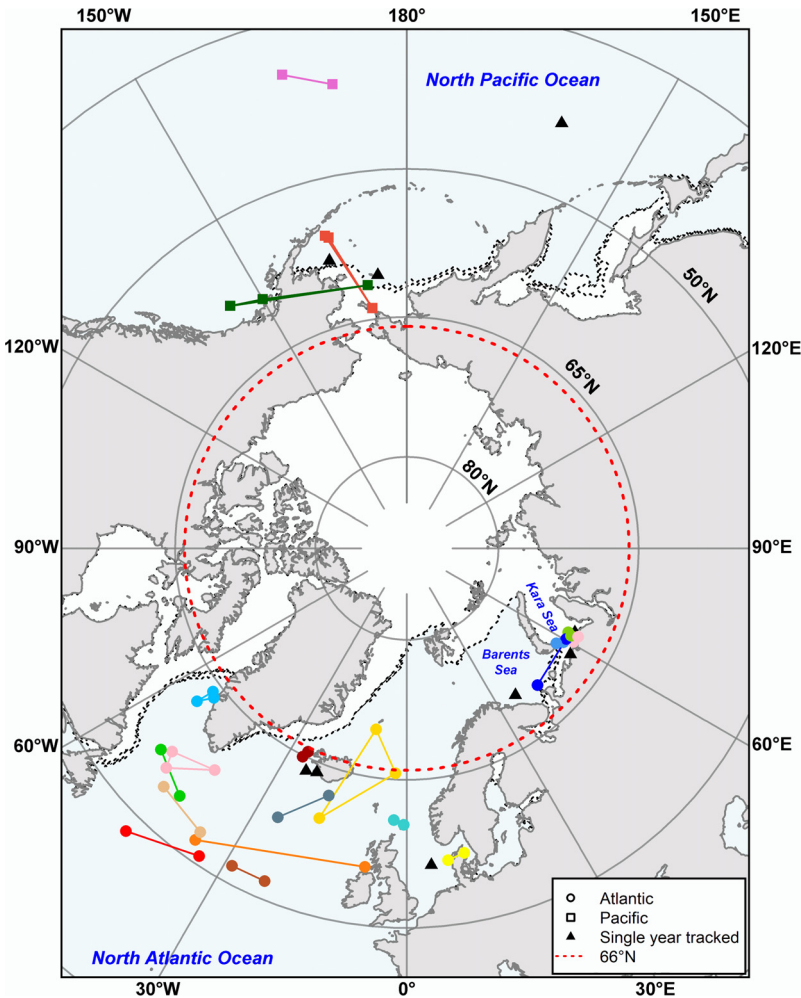 150°W 180° 150°E
North Pacific Ocean
50°N
120°W 120°E
65°N
80°N
90°W 90°E
Kara Sea
Barents
Sea
60°W 60°E
Atlantic
Pacific
Single year tracked
66°N
North Atlantic Ocean
30°W 0° 30°E